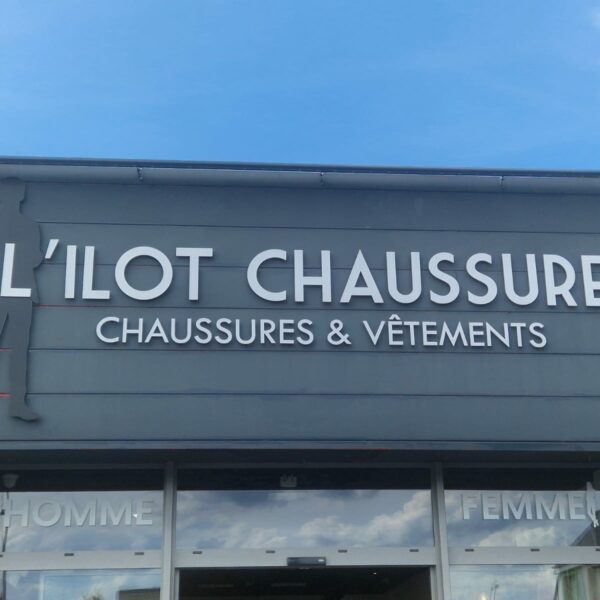 L'ILOT CHAUSSURE
CHAUSSURES & VÊTEMENTS
HOMME
FEMME